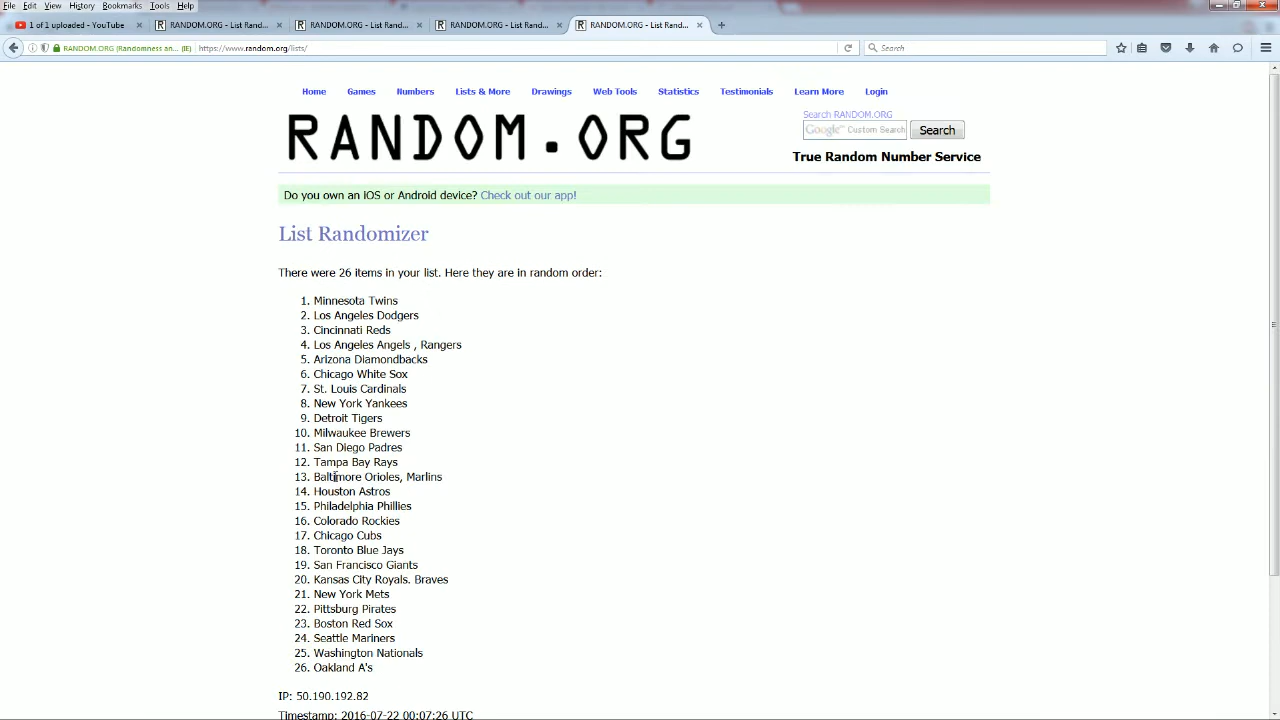 File Edit View History Bookmarks Tools Help
1 of 1 uploaded - YouTube × RANDOM.ORG - List Rand... × RANDOM.ORG - List Rand... × RANDOM.ORG - List Rand... × RANDOM.ORG - List Rand... ×
RANDOM.ORG (Randomness an... (IE) https://www.random.org/lists/ Search
Home Games Numbers Lists & More Drawings Web Tools Statistics Testimonials Learn More Login
Search RANDOM.ORG
RANDOM.ORG
Google™ Custom Search Search
True Random Number Service
Do you own an iOS or Android device? Check out our app!
List Randomizer
There were 26 items in your list. Here they are in random order:
1. Minnesota Twins
2. Los Angeles Dodgers
3. Cincinnati Reds
4. Los Angeles Angels , Rangers
5. Arizona Diamondbacks
6. Chicago White Sox
7. St. Louis Cardinals
8. New York Yankees
9. Detroit Tigers
10. Milwaukee Brewers
11. San Diego Padres
12. Tampa Bay Rays
13. Baltimore Orioles, Marlins
14. Houston Astros
15. Philadelphia Phillies
16. Colorado Rockies
17. Chicago Cubs
18. Toronto Blue Jays
19. San Francisco Giants
20. Kansas City Royals. Braves
21. New York Mets
22. Pittsburg Pirates
23. Boston Red Sox
24. Seattle Mariners
25. Washington Nationals
26. Oakland A's
IP: 50.190.192.82
Timestamp: 2016-07-22 00:07:26 UTC